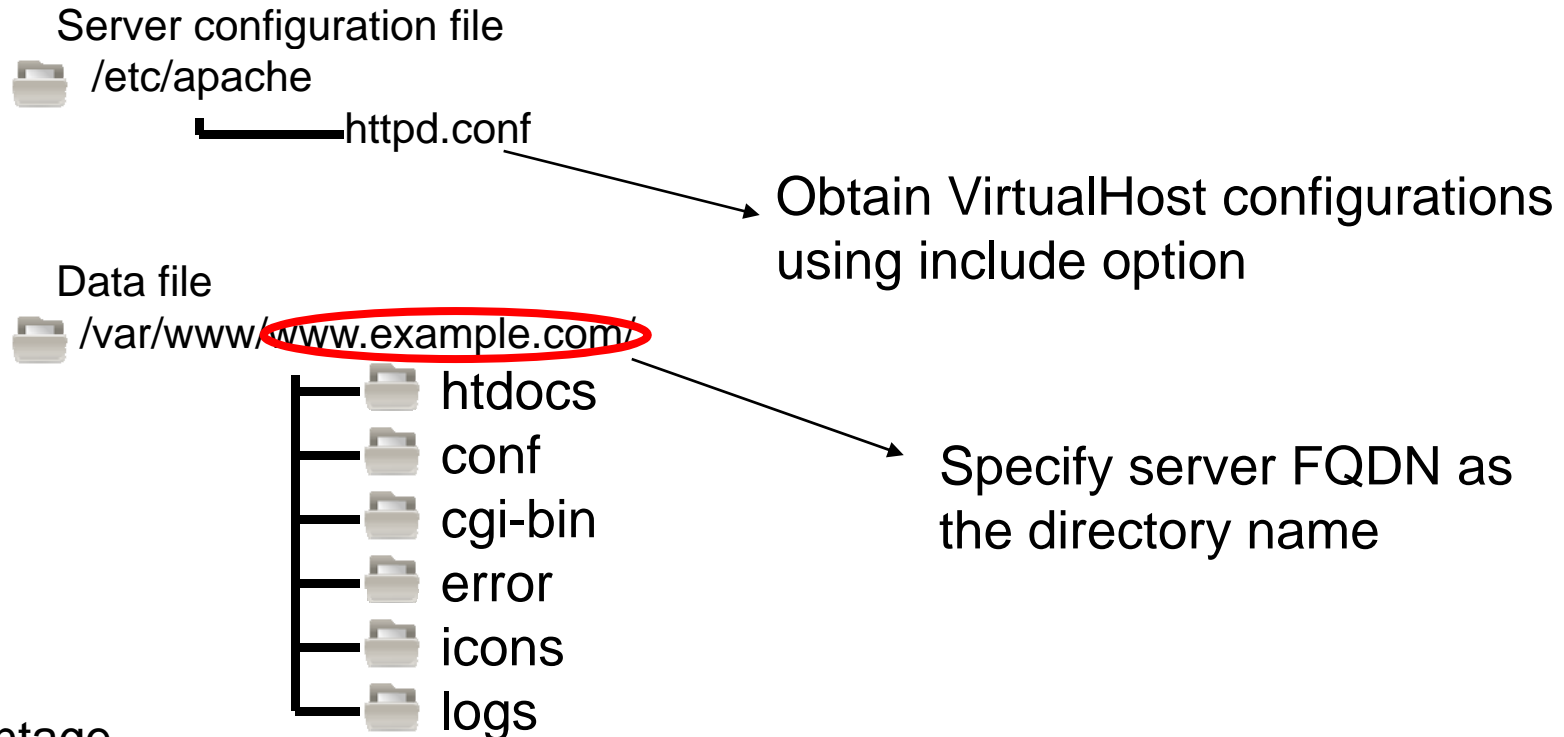 Server configuration file
/etc/apache
httpd.conf
Obtain VirtualHost configurations
using include option
Data file
/var/www/www.example.com/
htdocs
conf
cgi-bin
Specify server FQDN as
the directory name
error
icons
logs